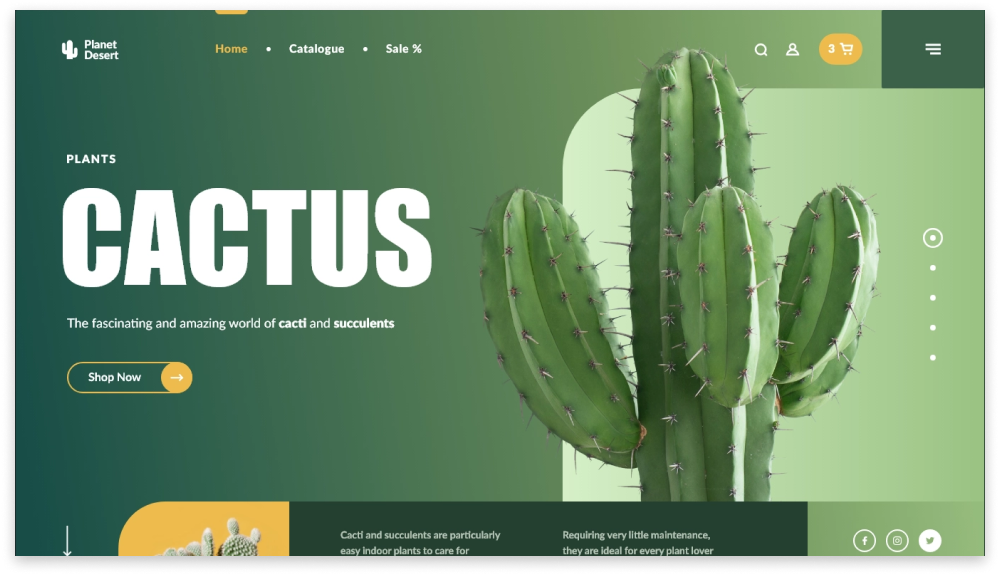 Planet
Desert
Home • Catalogue • Sale %
3
PLANTS
CACTUS
The fascinating and amazing world of cacti and succulents
Shop Now
Cacti and succulents are particularly
easy indoor plants to care for
Requiring very little maintenance,
they are ideal for every plant lover